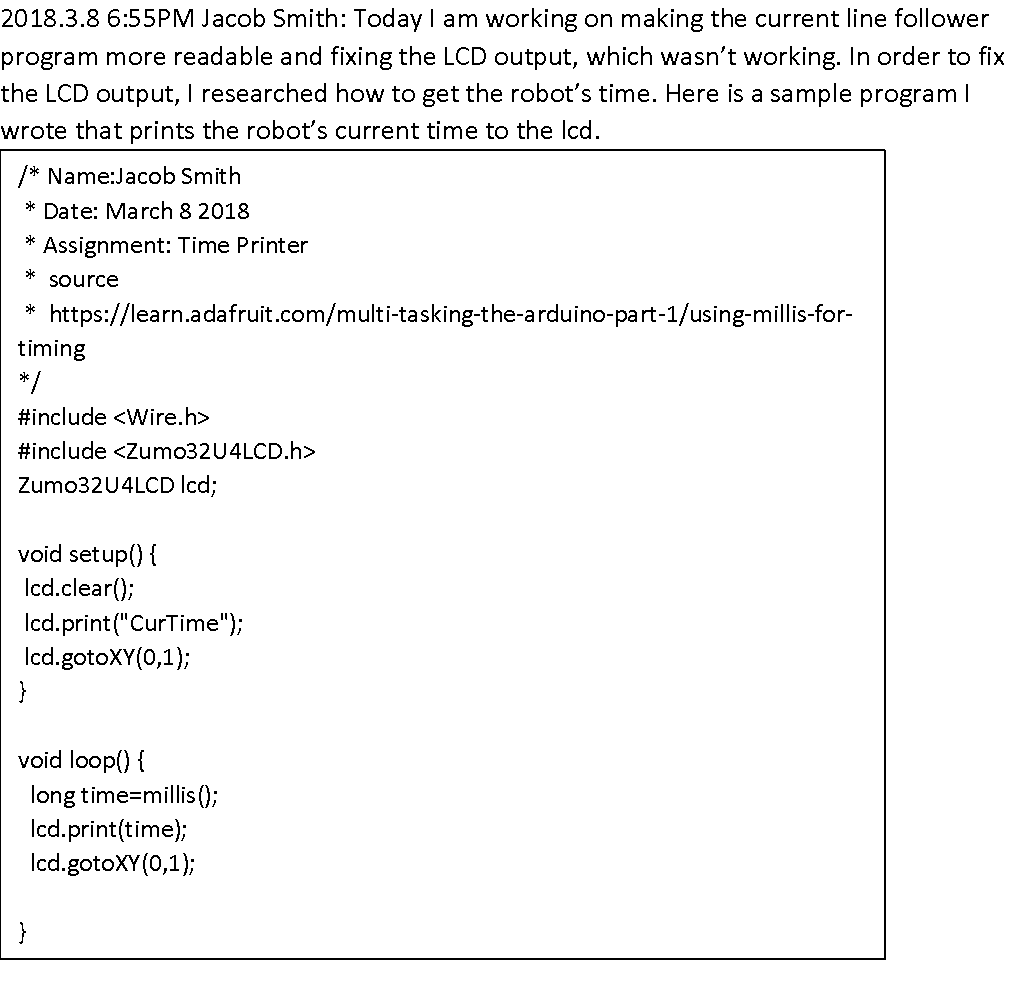 2018.3.8 6:55PM Jacob Smith: Today I am working on making the current line follower
program more readable and fixing the LCD output, which wasn’t working. In order to fix
the LCD output, I researched how to get the robot’s time. Here is a sample program I
wrote that prints the robot’s current time to the lcd.
/* Name:Jacob Smith
* Date: March 8 2018
* Assignment: Time Printer
* source
* https://learn.adafruit.com/multi-tasking-the-arduino-part-1/using-millis-for-
timing
*/
#include <Wire.h>
#include <Zumo32U4LCD.h>
Zumo32U4LCD lcd;
void setup() {
lcd.clear();
lcd.print("CurTime");
lcd.gotoXY(0,1);
}
void loop() {
long time=millis();
lcd.print(time);
lcd.gotoXY(0,1);
}